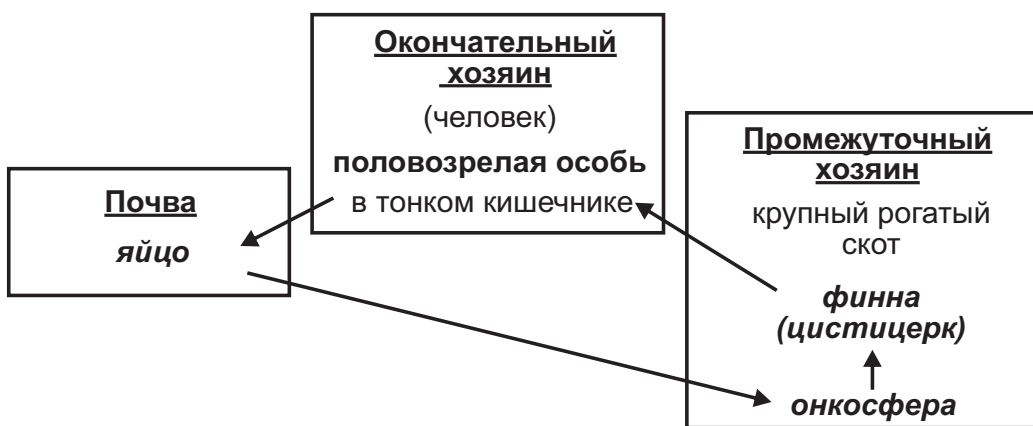 Окончательный
хозяин
(человек)
половозрелая особь
в тонком кишечнике
Почва
яйцо
Промежуточный
хозяин
крупный рогатый
скот
финна
(цистицерк)
онкосфера